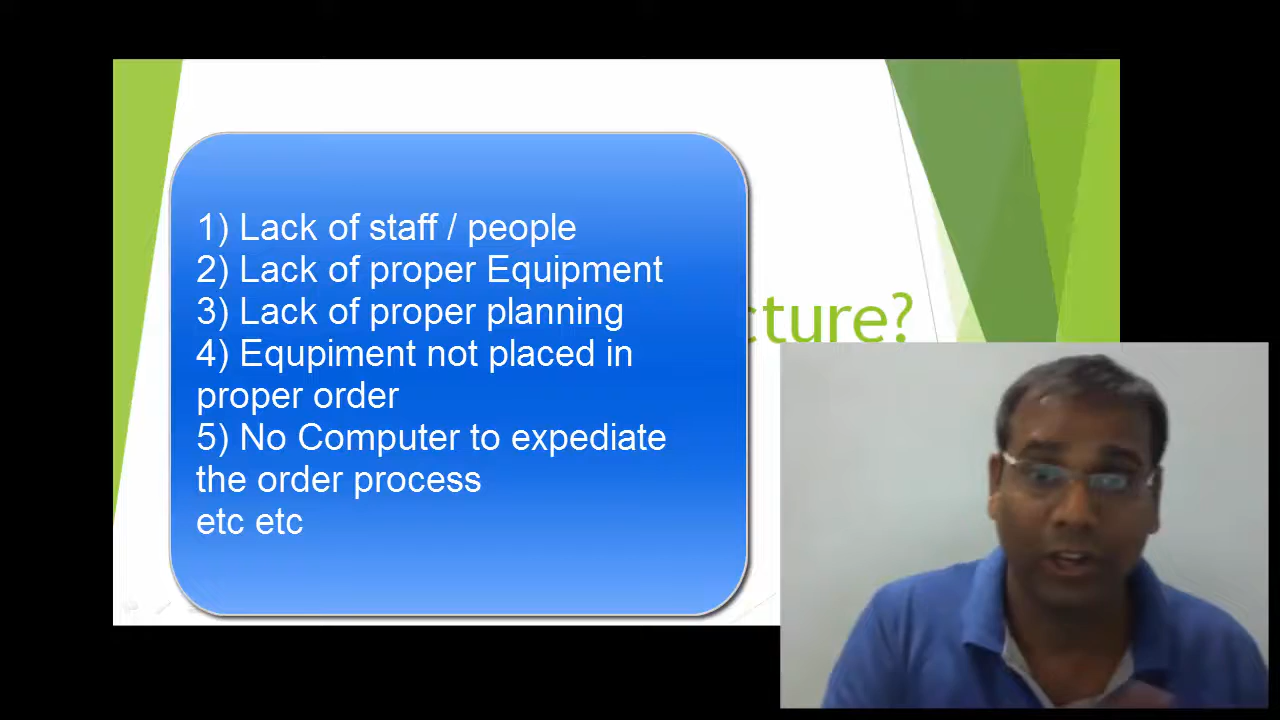 1) Lack of staff / people
2) Lack of proper Equipment
3) Lack of proper planning
4) Equpiment not placed in
proper order
5) No Computer to expediate
the order process
etc etc
cture?